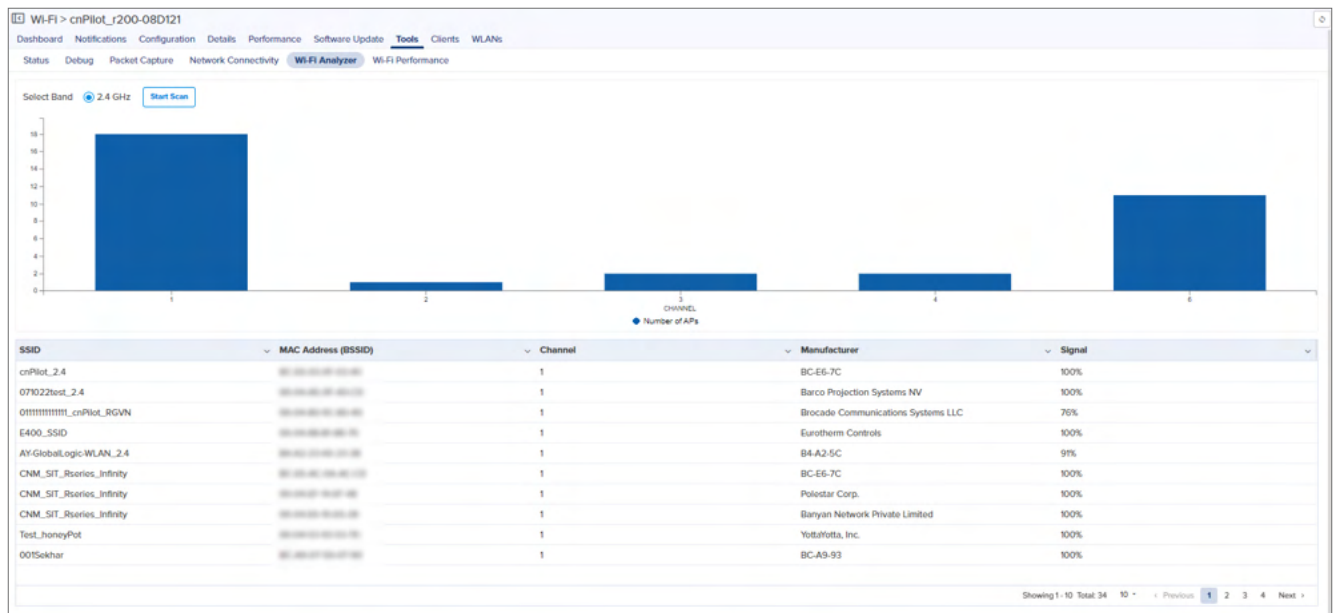 Wi-Fi > cnPilot_r200-08D121
Dashboard Notifications Configuration Details Performance Software Update Tools Clients WLANs
Status Debug Packet Capture Network Connectivity Wi-Fi Analyzer Wi-Fi Performance
Select Band 2.4 GHz Start Scan
18
16
14
12
10
8
6
4
2
0
1 2 3 4 6
CHANNEL
Number of APs
SSID MAC Address (BSSID) Channel Manufacturer Signal
cnPilot_2.4 1 BC-E6-7C 100%
071022test_2.4 1 Barco Projection Systems NV 100%
_cnPilot_RGVN 1 Brocade Communications Systems LLC 76%
E400_SSID 1 Eurotherm Controls 100%
AY-GlobalLogic-WLAN_2.4 1 B4-A2-5C 91%
CNM_SIT_Rseries_Infinity 1 BC-E6-7C 100%
CNM_SIT_Rseries_Infinity 1 Polestar Corp. 100%
CNM_SIT_Rseries_Infinity 1 Banyan Network Private Limited 100%
Test_honeyPot 1 YottaYotta, Inc. 100%
001Sekhar 1 BC-A9-93 100%
Showing 1 - 10 Total: 34 10 < Previous 1 2 3 4 Next >